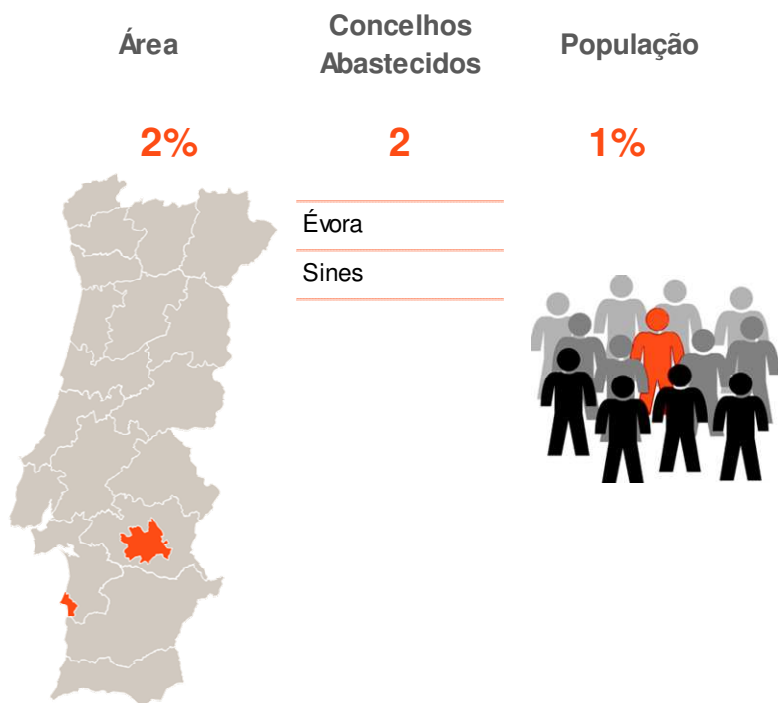 Área
Concelhos
Abastecidos
População
2%
2
1%
Évora
Sines